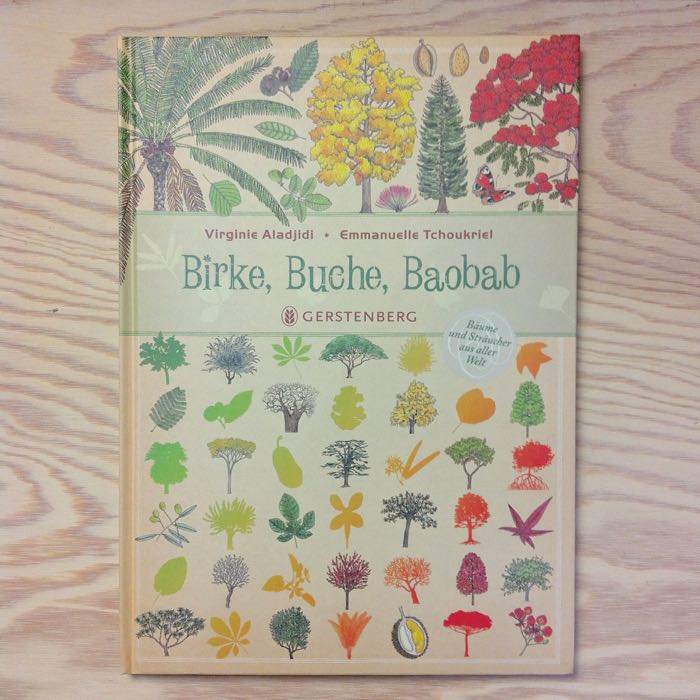 Virginie Aladjidi ⋆ Emmanuelle Tchoukriel
Birke, Buche, Baobab
GERSTENBERG
Bäume
und Sträucher
aus aller
Welt